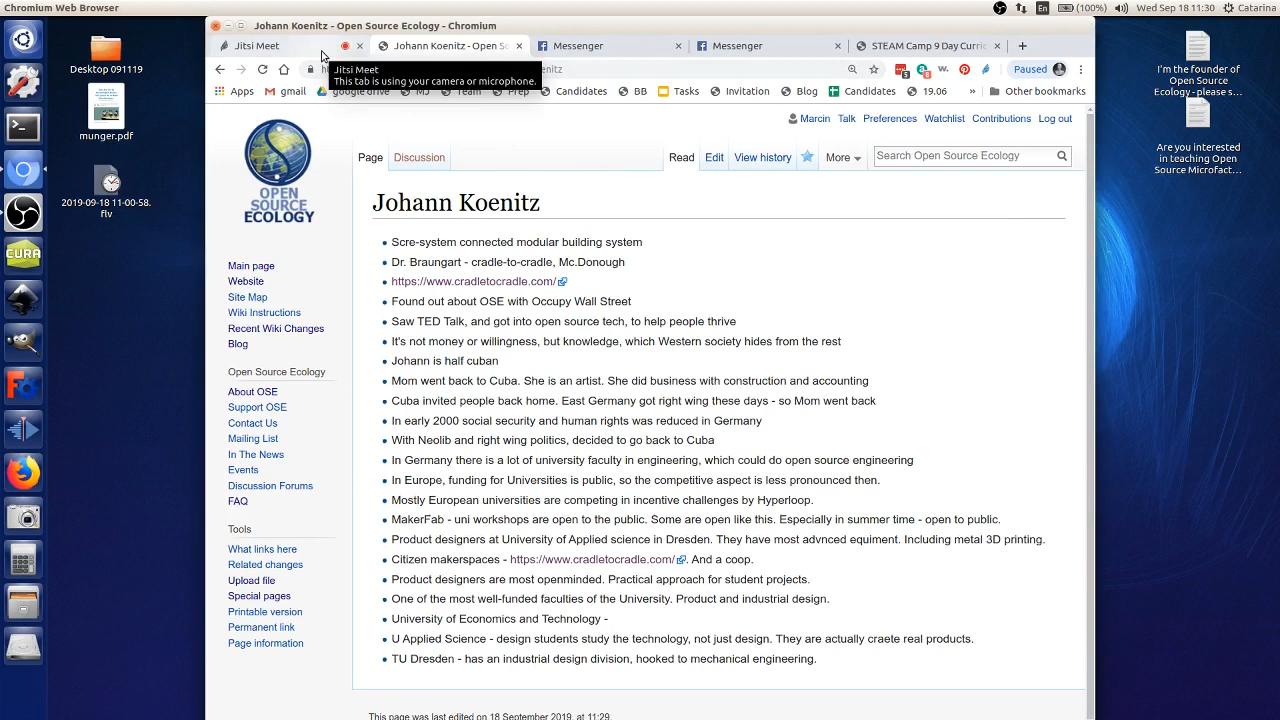 Chromium Web Browser
En
(100%)
Wed Sep 18 11:30
Catarina
Johann Koenitz - Open Source Ecology - Chromium
Jitsi Meet
Johann Koenitz - Open Sc
Messenger
Messenger
STEAM Camp 9 Day Curric
Jitsi Meet
This tab is using your camera or microphone.
Paused
Apps
gmail
google drive
MJ
Team
Prep
Candidates
BB
Tasks
Invitation
Candidates
19.06
»
Other bookmarks
Desktop 091119
munger.pdf
2019-09-18 11-00-58.
flv
CURA
I'm the founder of
Open Source
Ecology - please s...
Are you interested
in teaching Open
Source Microfact...
Marcin
Talk
Preferences
Watchlist
Contributions
Log out
Page
Discussion
Read
Edit
View history
More
Search Open Source Ecology
OPEN
SOURCE
ECOLOGY
Main page
Website
Site Map
Wiki Instructions
Recent Wiki Changes
Blog
Open Source Ecology
About OSE
Support OSE
Contact Us
Mailing List
In The News
Events
Discussion Forums
FAQ
Tools
What links here
Related changes
Upload file
Special pages
Printable version
Permanent link
Page information
Johann Koenitz
Scre-system connected modular building system
Dr. Braungart - cradle-to-cradle, Mc.Donough
https://www.cradletocradle.com/
Found out about OSE with Occupy Wall Street
Saw TED Talk, and got into open source tech, to help people thrive
It's not money or willingness, but knowledge, which Western society hides from the rest
Johann is half cuban
Mom went back to Cuba. She is an artist. She did business with construction and accounting
Cuba invited people back home. East Germany got right wing these days - so Mom went back
In early 2000 social security and human rights was reduced in Germany
With Neolib and right wing politics, decided to go back to Cuba
In Germany there is a lot of university faculty in engineering, which could do open source engineering
In Europe, funding for Universities is public, so the competitive aspect is less pronounced then.
Mostly European universities are competing in incentive challenges by Hyperloop.
MakerFab - uni workshops are open to the public. Some are open like this. Especially in summer time - open to public.
Product designers at University of Applied science in Dresden. They have most advnced equiment. Including metal 3D printing.
Citizen makerspaces - https://www.cradletocradle.com/ . And a coop.
Product designers are most openminded. Practical approach for student projects.
One of the most well-funded faculties of the University. Product and industrial design.
University of Economics and Technology -
U Applied Science - design students study the technology, not just design. They are actually craete real products.
TU Dresden - has an industrial design division, hooked to mechanical engineering.
This page was last edited on 18 September 2019, at 11:29.